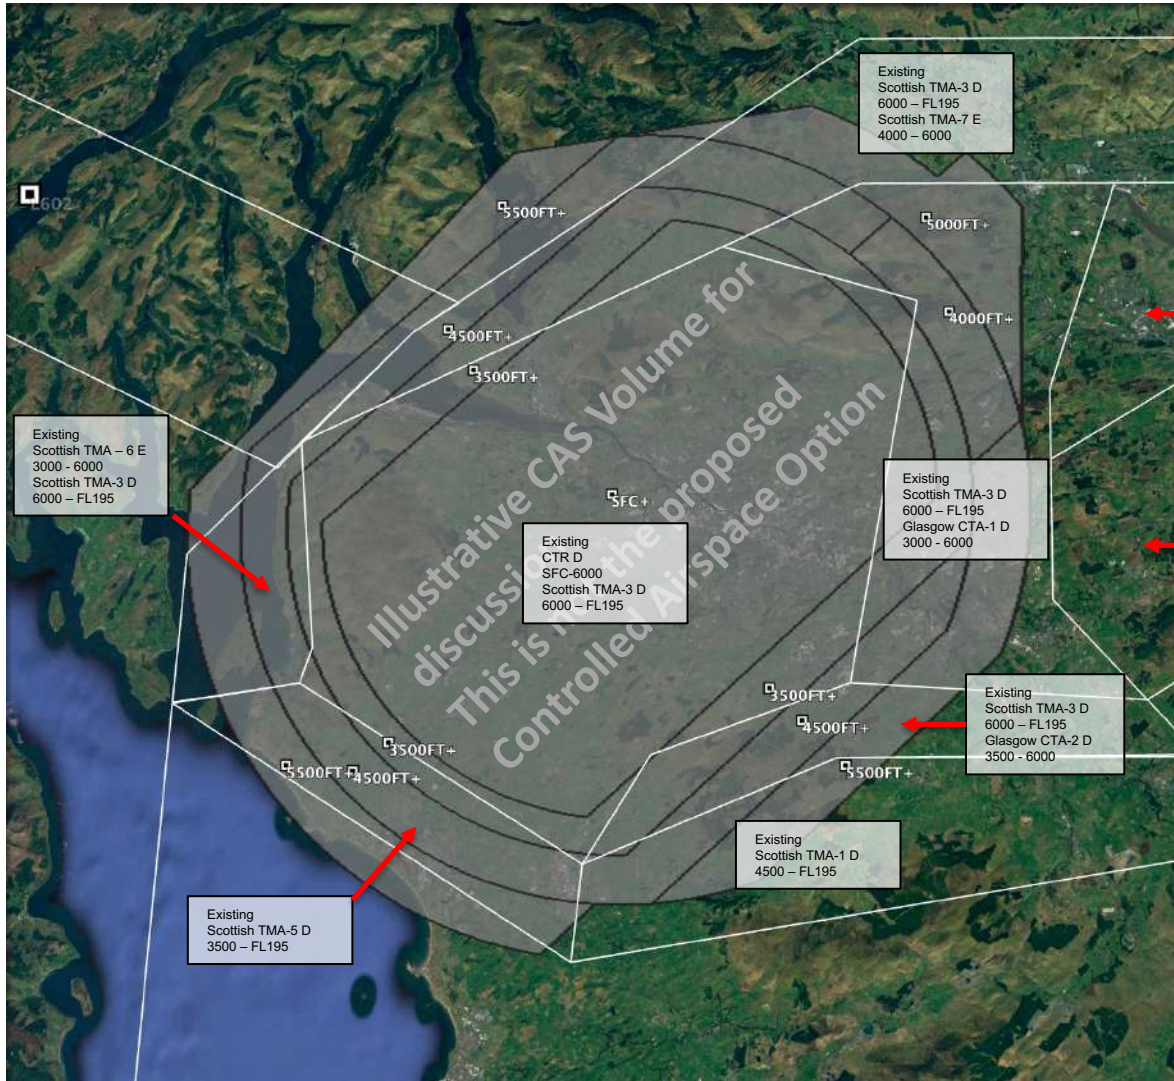 Existing
Scottish TMA-3 D
6000 – FL195
Scottish TMA-7 E
4000 – 6000
L602
5500FT+
5000FT+
4500FT+
4000FT+
3500FT+
Existing
Scottish TMA – 6 E
3000 - 6000
Scottish TMA-3 D
6000 – FL195
SFC+
Existing
Scottish TMA-3 D
6000 – FL195
Glasgow CTA-1 D
3000 - 6000
Existing
CTR D
SFC-6000
Scottish TMA-3 D
6000 – FL195
Illustrative CAS Volume for
discussion
This is not the proposed
Controlled Airspace Option
3500FT+
4500FT+
5500FT+
Existing
Scottish TMA-3 D
6000 – FL195
Glasgow CTA-2 D
3500 - 6000
3500FT+
5500FT+
4500FT+
Existing
Scottish TMA-1 D
4500 – FL195
Existing
Scottish TMA-5 D
3500 – FL195